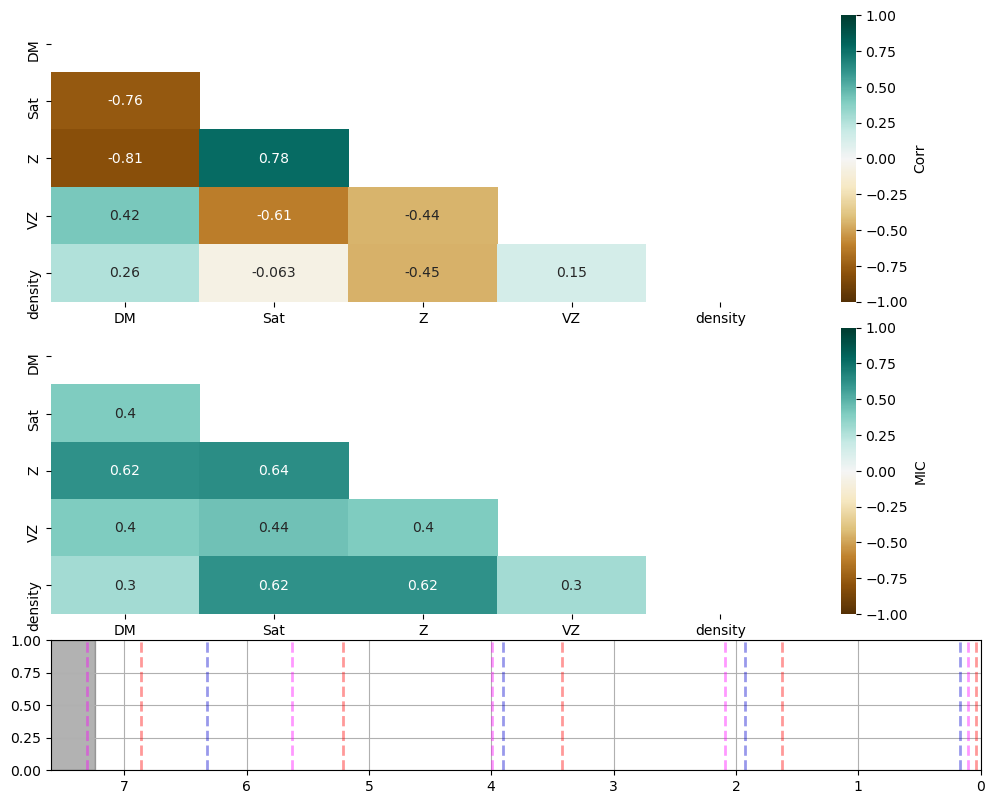 DM
Sat
Z
VZ
density
-0.76
-0.81 0.78
0.42 -0.61 -0.44
0.26 -0.063 -0.45 0.15
DM Sat Z VZ density
1.00
0.75
0.50
0.25
0.00
−0.25
−0.50
−0.75
−1.00
Corr
DM
Sat
Z
VZ
density
0.4
0.62 0.64
0.4 0.44 0.4
0.3 0.62 0.62 0.3
DM Sat Z VZ density
1.00
0.75
0.50
0.25
0.00
−0.25
−0.50
−0.75
−1.00
MIC
1.00
0.75
0.50
0.25
0.00
7 6 5 4 3 2 1 0